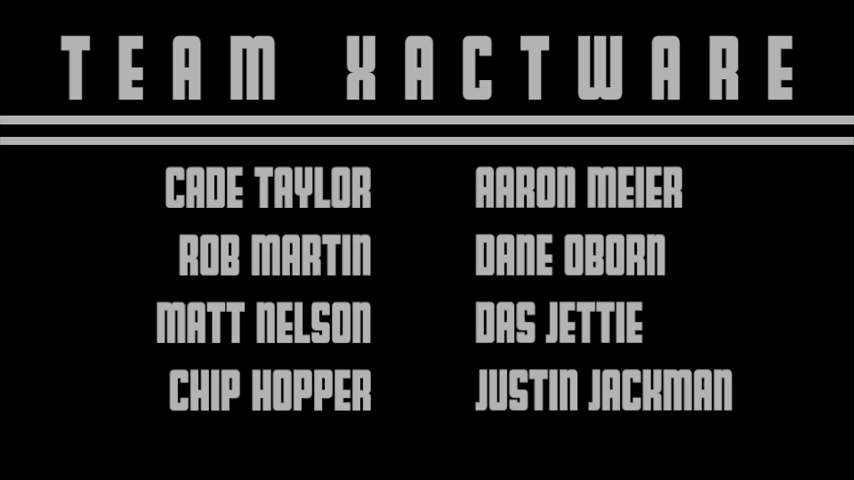 TEAM XACTWARE
CADE TAYLOR
AARON MEIER
ROB MARTIN
DANE OBORN
MATT NELSON
DAS JETTIE
CHIP HOPPER
JUSTIN JACKMAN